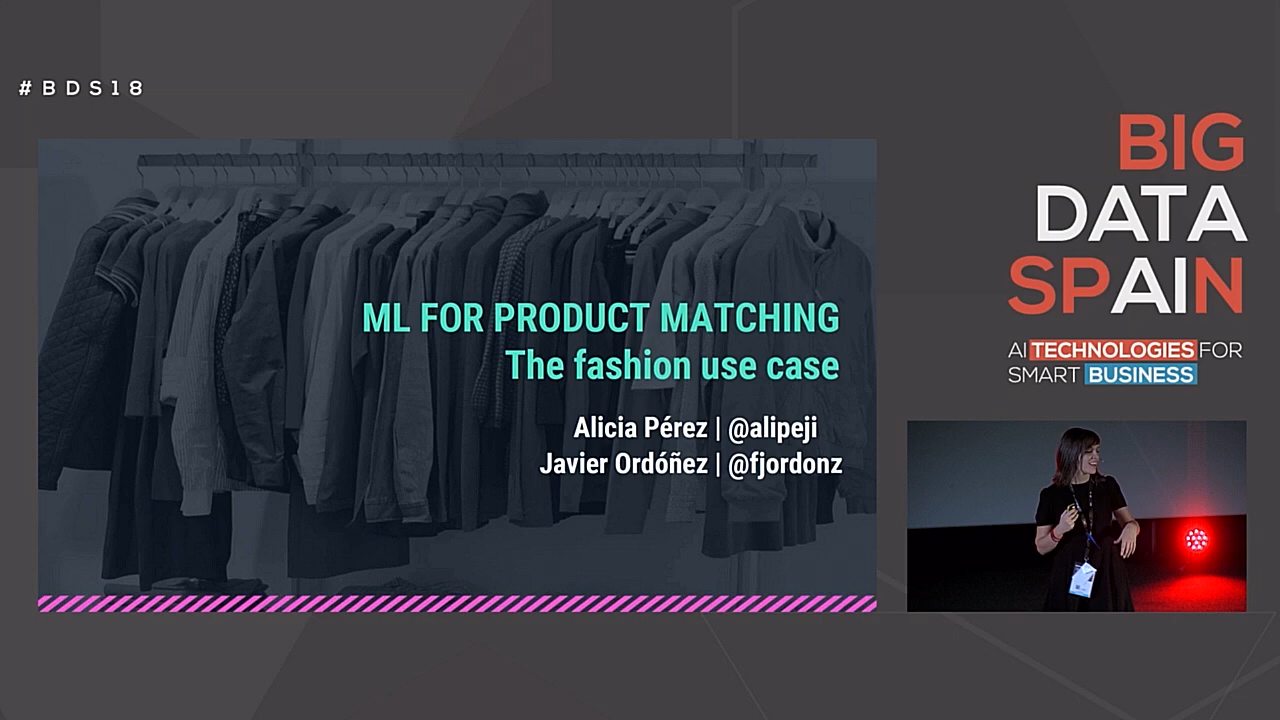 #BDS18
ML FOR PRODUCT MATCHING
The fashion use case
Alicia Pérez | @alipeji
Javier Ordóñez | @fjordonz
BIG
DATA
SPAIN
AI TECHNOLOGIES FOR
SMART BUSINESS